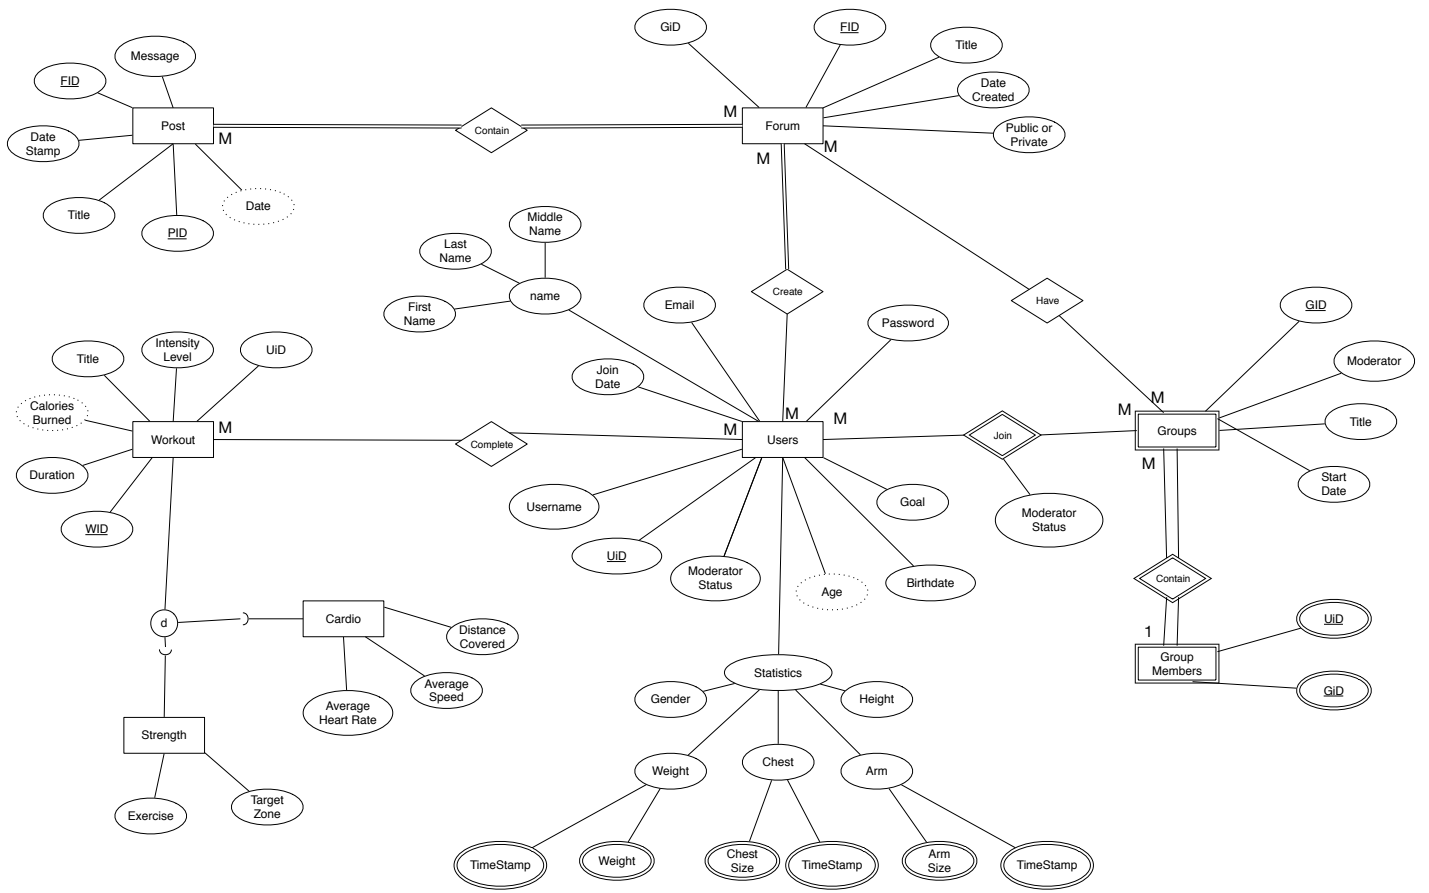 GiD
FID
Title
Date
Created
Public or
Private
Message
FID
Date
Stamp
Post
M
Contain
M
Forum
M
M
Title
PID
Date
Middle
Name
Last
Name
name
First
Name
Create
Have
Email
Password
GID
Moderator
Title
Start
Date
Intensity
Level
UiD
Title
Calories
Burned
Workout
M
Duration
WID
Complete
Join
Date
M
M
M
Users
Join
M
M
Groups
M
Username
UiD
Moderator
Status
Age
Birthdate
Goal
Moderator
Status
Contain
1
Group
Members
UiD
GiD
d
Cardio
Distance
Covered
Average
Speed
Average
Heart Rate
Strength
Exercise
Target
Zone
Statistics
Gender
Height
Weight
Chest
Arm
TimeStamp
Weight
Chest
Size
TimeStamp
Arm
Size
TimeStamp